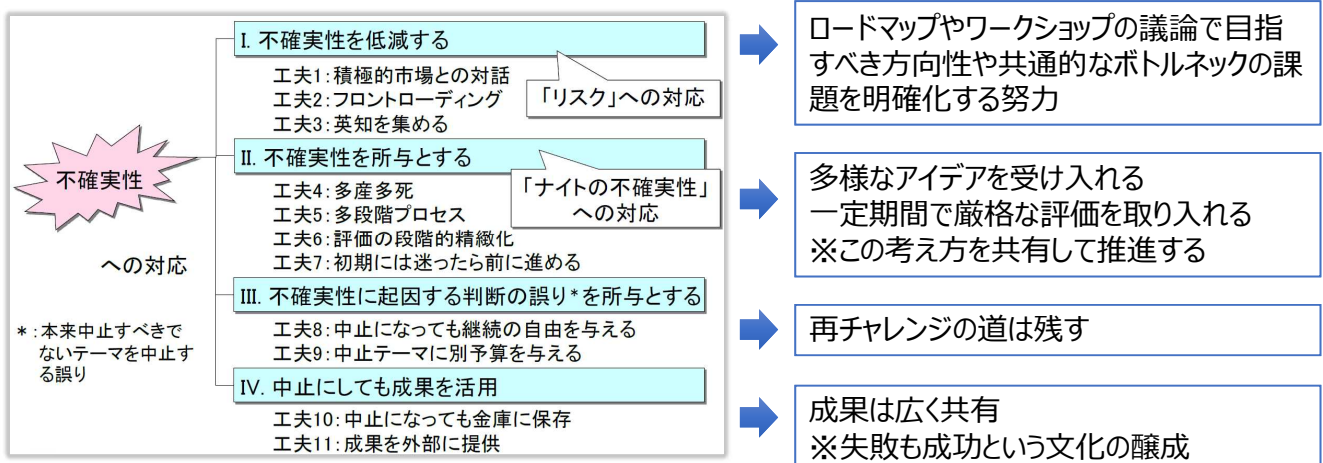 I. 不確実性を低減する
工夫1:積極的市場との対話
工夫2:フロントローディング
工夫3:英知を集める
「リスク」への対応
II. 不確実性を所与とする
工夫4:多産多死
工夫5:多段階プロセス
工夫6:評価の段階的精緻化
工夫7:初期には迷ったら前に進める
「ナイトの不確実性」
への対応
III. 不確実性に起因する判断の誤り*を所与とする
工夫8:中止になっても継続の自由を与える
工夫9:中止テーマに別予算を与える
IV. 中止にしても成果を活用
工夫10:中止になっても金庫に保存
工夫11:成果を外部に提供
不確実性
への対応
*:本来中止すべきで
ないテーマを中止す
る誤り
ロードマップやワークショップの議論で目指
すべき方向性や共通的なボトルネックの課
題を明確化する努力
多様なアイデアを受け入れる
一定期間で厳格な評価を取り入れる
※この考え方を共有して推進する
再チャレンジの道は残す
成果は広く共有
※失敗も成功という文化の醸成